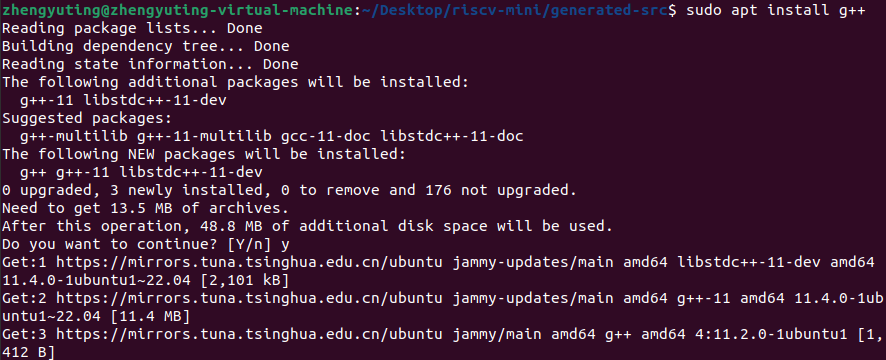 zhengyuting@zhengyuting-virtual-machine:~/Desktop/riscv-mini/generated-src$ sudo apt install g++
Reading package lists... Done
Building dependency tree... Done
Reading state information... Done
The following additional packages will be installed:
  g++-11 libstdc++-11-dev
Suggested packages:
  g++-multilib g++-11-multilib gcc-11-doc libstdc++-11-doc
The following NEW packages will be installed:
  g++ g++-11 libstdc++-11-dev
0 upgraded, 3 newly installed, 0 to remove and 176 not upgraded.
Need to get 13.5 MB of archives.
After this operation, 48.8 MB of additional disk space will be used.
Do you want to continue? [Y/n] y
Get:1 https://mirrors.tuna.tsinghua.edu.cn/ubuntu jammy-updates/main amd64 libstdc++-11-dev amd64
11.4.0-1ubuntu1~22.04 [2,101 kB]
Get:2 https://mirrors.tuna.tsinghua.edu.cn/ubuntu jammy-updates/main amd64 g++-11 amd64 11.4.0-1ub
untu1~22.04 [11.4 MB]
Get:3 https://mirrors.tuna.tsinghua.edu.cn/ubuntu jammy/main amd64 g++ amd64 4:11.2.0-1ubuntu1 [1,
412 B]